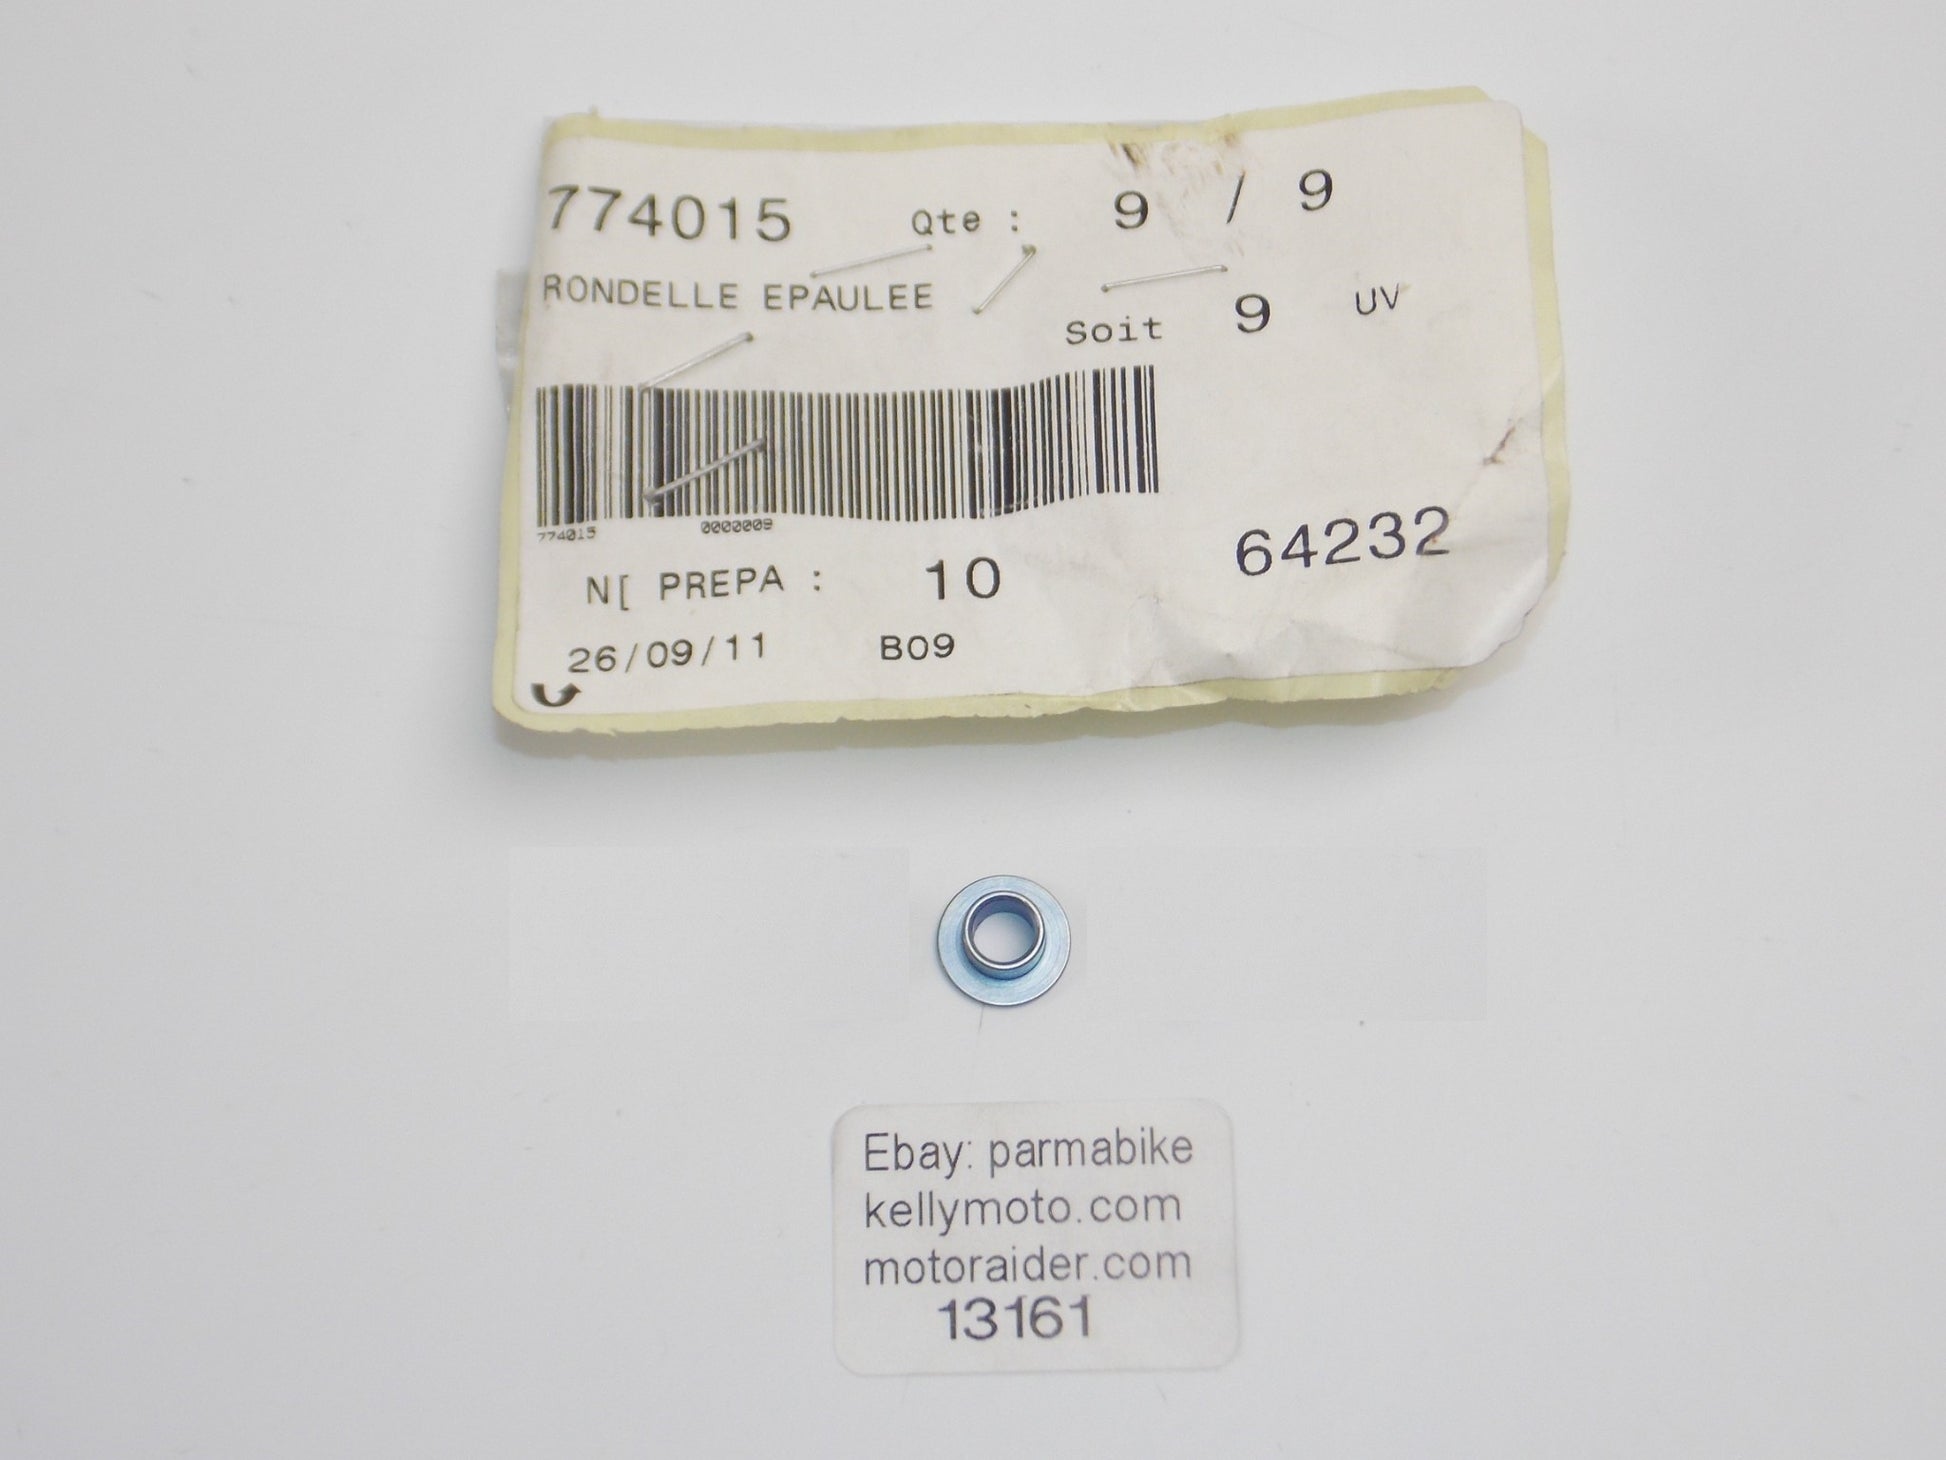 774015 Qte : 9 / 9
RONDELLE EPAULEE
Soit 9 UV
774015 0000009
64232
N[ PREPA : 10
26/09/11 B09
Ebay: parmabike
kellymoto.com
motoraider.com
13161